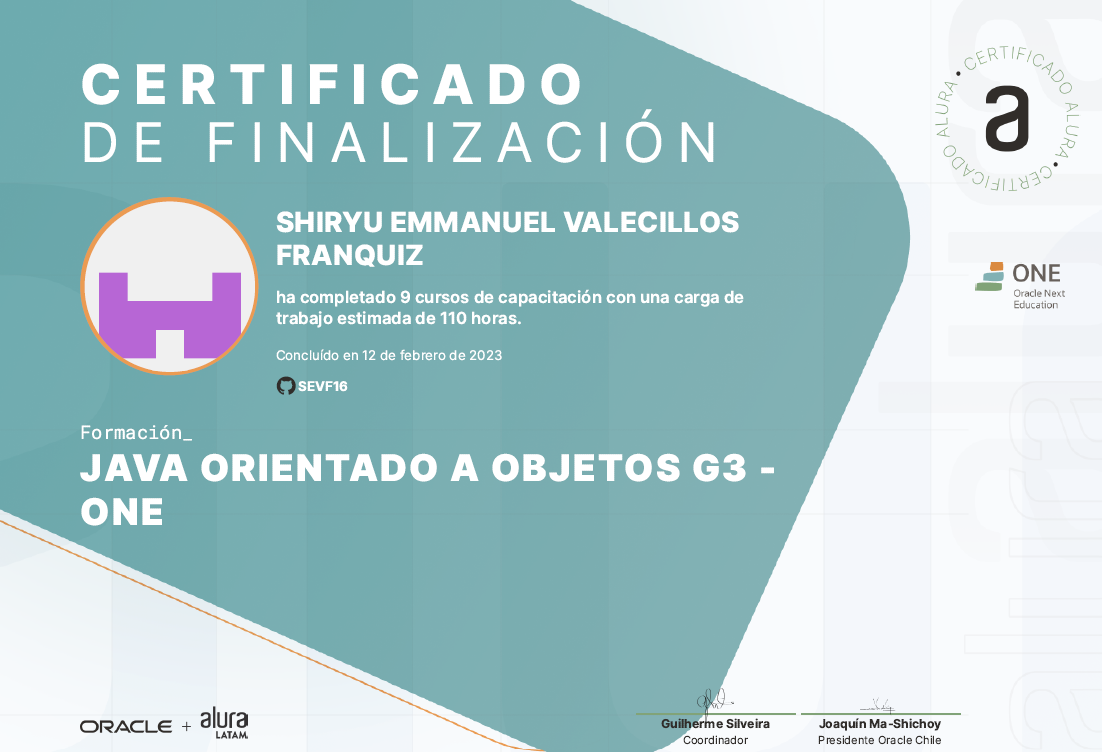 CERTIFICADO
DE FINALIZACIÓN
• CERTIFICADO ALURA • CERTIFICADO ALURA
a
SHIRYU EMMANUEL VALECILLOS
FRANQUIZ
ha completado 9 cursos de capacitación con una carga de
trabajo estimada de 110 horas.
Concluído en 12 de febrero de 2023
SEVF16
ONE
Oracle Next
Education
Formación_
JAVA ORIENTADO A OBJETOS G3 -
ONE
ORACLE + alura
LATAM
Guilherme Silveira
Coordinador
Joaquín Ma-Shichoy
Presidente Oracle Chile
alura
alura